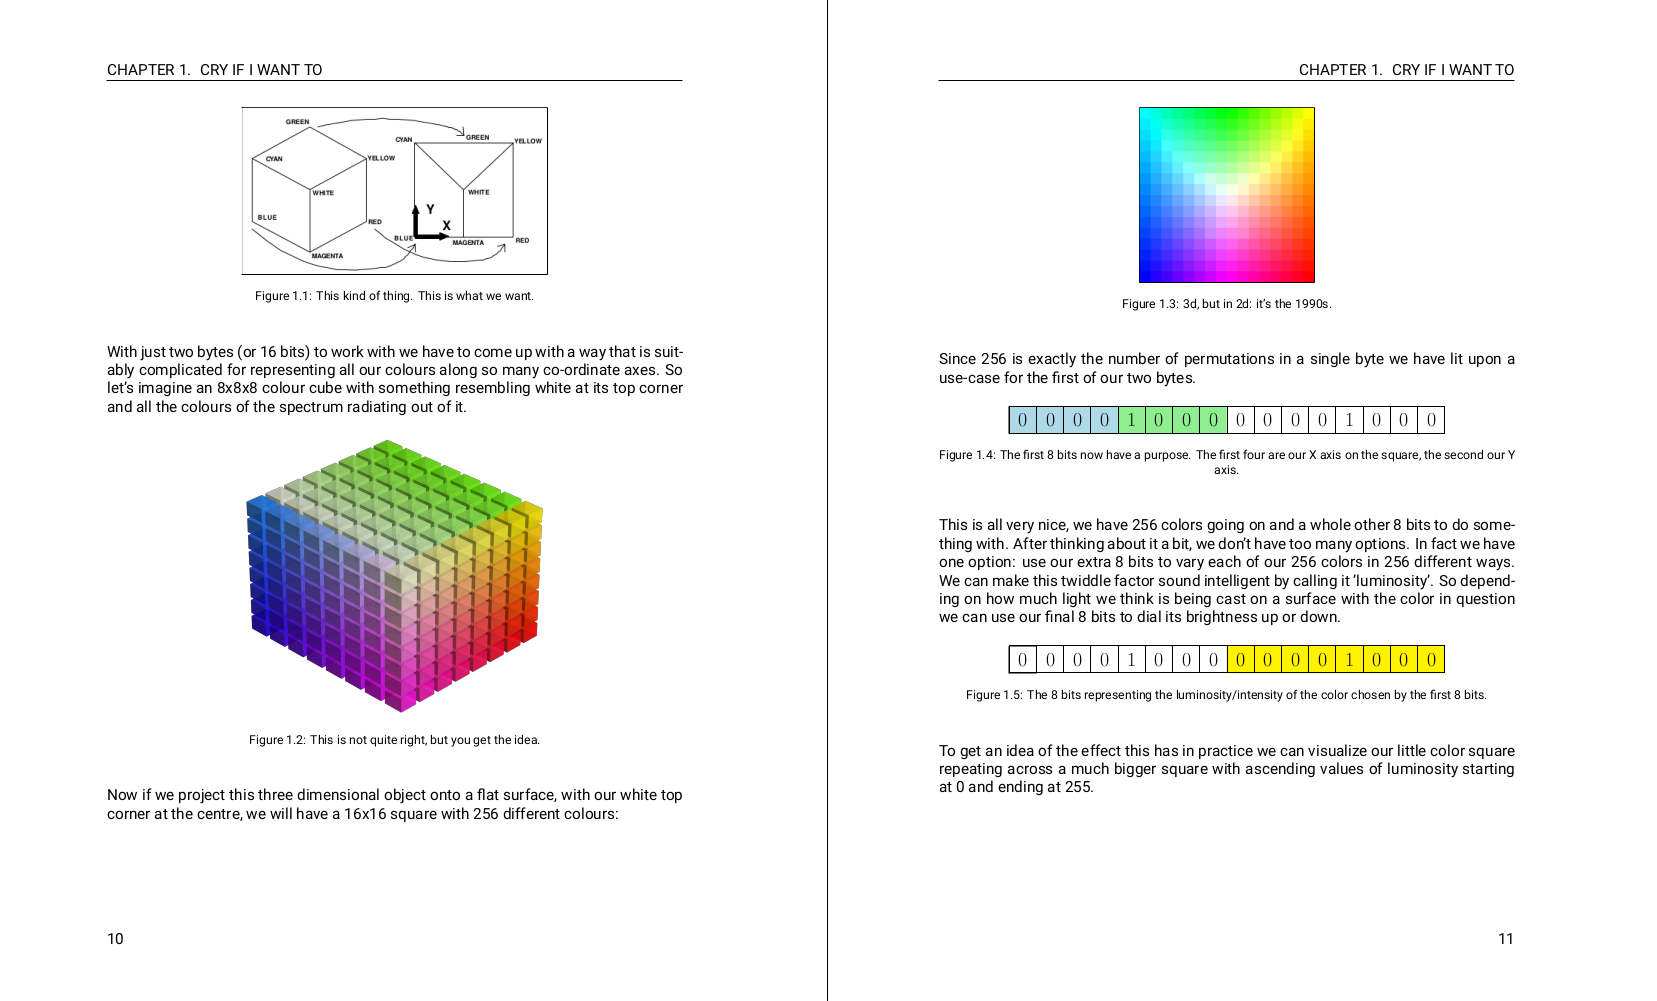 CHAPTER 1. CRY IF I WANT TO
GREEN
CYAN
YELLOW
WHITE
BLUE
RED
MAGENTA
CYAN
GREEN
YELLOW
WHITE
Y
X
BLUE
MAGENTA
RED
Figure 1.1: This kind of thing. This is what we want.
With just two bytes (or 16 bits) to work with we have to come up with a way that is suit-
ably complicated for representing all our colours along so many co-ordinate axes. So
let's imagine an 8x8x8 colour cube with something resembling white at its top corner
and all the colours of the spectrum radiating out of it.
Figure 1.2: This is not quite right, but you get the idea.
Now if we project this three dimensional object onto a flat surface, with our white top
corner at the centre, we will have a 16x16 square with 256 different colours:
10
CHAPTER 1. CRY IF I WANT TO
Figure 1.3: 3d, but in 2d: it's the 1990s.
Since 256 is exactly the number of permutations in a single byte we have lit upon a
use-case for the first of our two bytes.
0 0 0 0 1 0 0 0 0 0 0 0 1 0 0 0
Figure 1.4: The first 8 bits now have a purpose. The first four are our X axis on the square, the second our Y
axis.
This is all very nice, we have 256 colors going on and a whole other 8 bits to do some-
thing with. After thinking about it a bit, we don't have too many options. In fact we have
one option: use our extra 8 bits to vary each of our 256 colors in 256 different ways.
We can make this twiddle factor sound intelligent by calling it 'luminosity'. So depend-
ing on how much light we think is being cast on a surface with the color in question
we can use our final 8 bits to dial its brightness up or down.
0 0 0 0 1 0 0 0 0 0 0 0 1 0 0 0
Figure 1.5: The 8 bits representing the luminosity/intensity of the color chosen by the first 8 bits.
To get an idea of the effect this has in practice we can visualize our little color square
repeating across a much bigger square with ascending values of luminosity starting
at 0 and ending at 255.
11